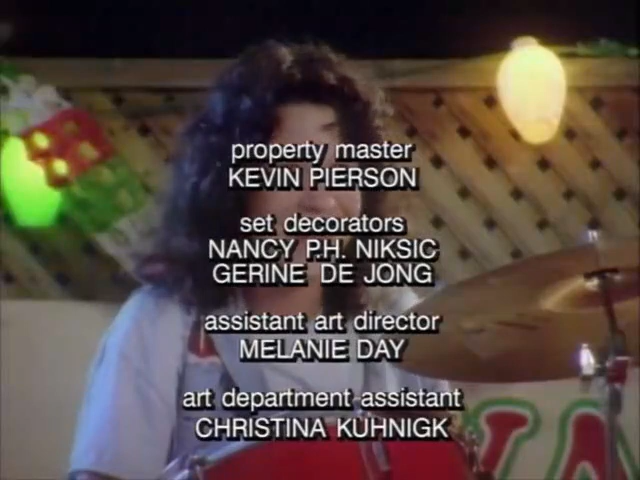 property master
KEVIN PIERSON
set decorators
NANCY P.H. NIKSIC
GERINE DE JONG
assistant art director
MELANIE DAY
art department assistant
CHRISTINA KUHNIGK